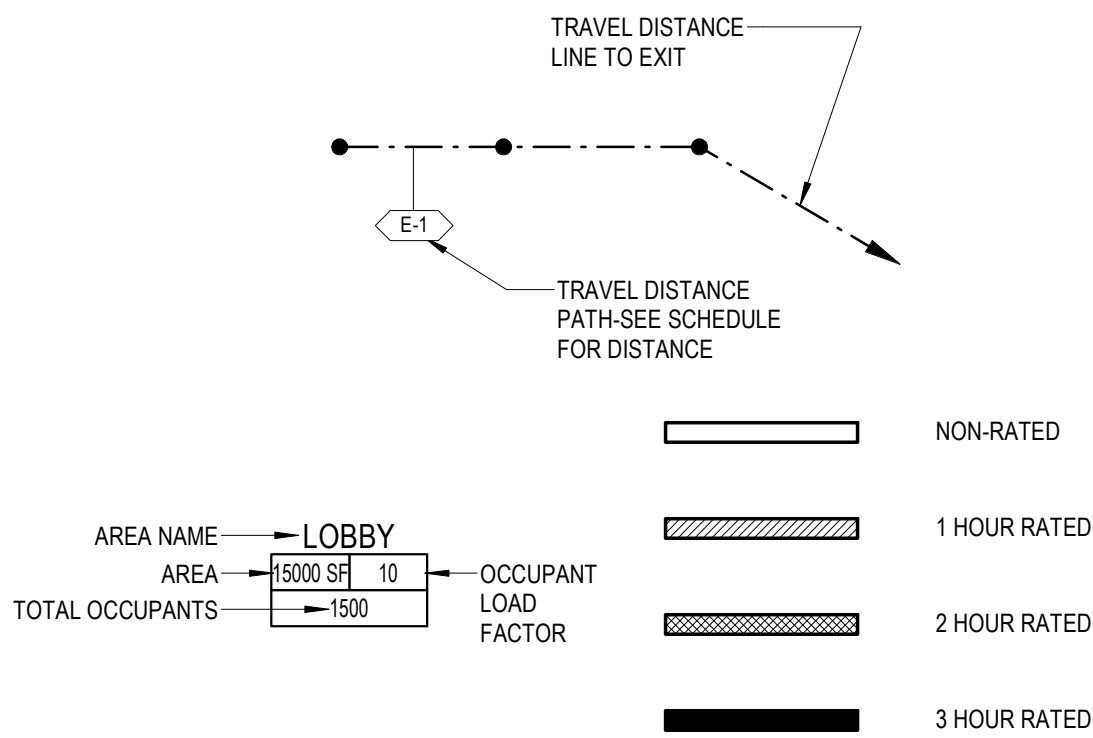 TRAVEL DISTANCE
LINE TO EXIT
E-1
TRAVEL DISTANCE
PATH-SEE SCHEDULE
FOR DISTANCE
NON-RATED
1 HOUR RATED
2 HOUR RATED
3 HOUR RATED
AREA NAME
LOBBY
AREA
15000 SF
10
OCCUPANT
LOAD
FACTOR
TOTAL OCCUPANTS
1500